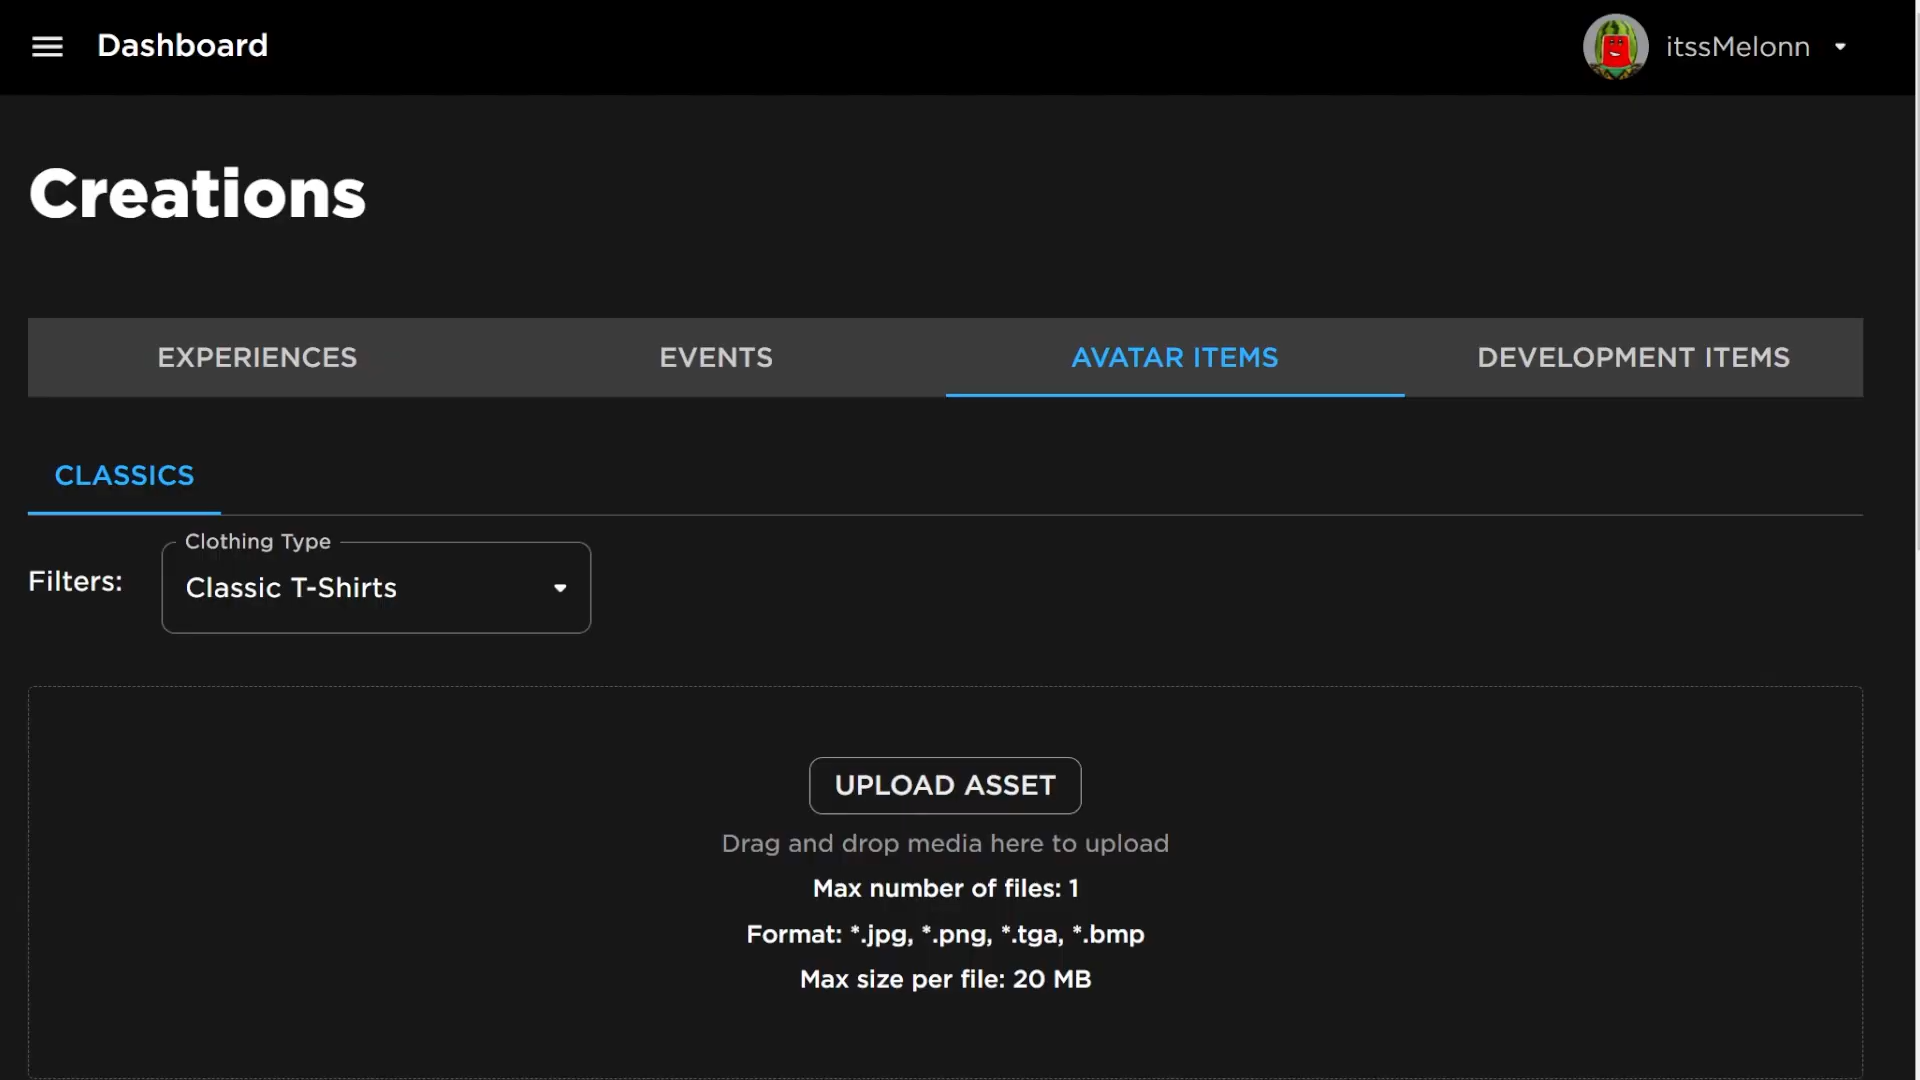 Dashboard
itssMelonn
Creations
EXPERIENCES
EVENTS
AVATAR ITEMS
DEVELOPMENT ITEMS
CLASSICS
Filters:
Clothing Type
Classic T-Shirts
UPLOAD ASSET
Drag and drop media here to upload
Max number of files: 1
Format: *.jpg, *.png, *.tga, *.bmp
Max size per file: 20 MB